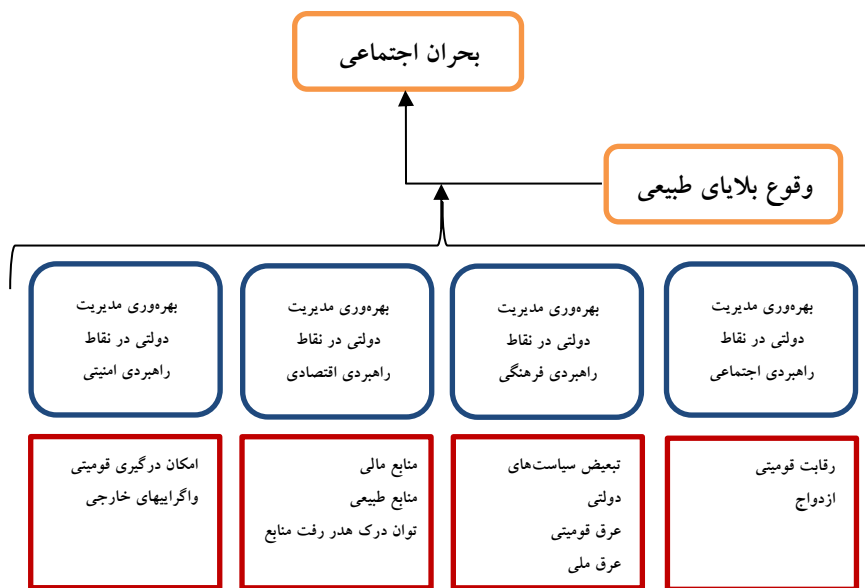 بحران اجتماعی
وقوع بلایای طبیعی
بهره‌وری مدیریت
دولتی در نقاط
راهبردی اجتماعی
بهره‌وری مدیریت
دولتی در نقاط
راهبردی فرهنگی
بهره‌وری مدیریت
دولتی در نقاط
راهبردی اقتصادی
بهره‌وری مدیریت
دولتی در نقاط
راهبردی امنیتی
رقابت قومیتی
ازدواج
تبعیض سیاست‌های
دولتی
عرق قومیتی
عرق ملی
منابع مالی
منابع طبیعی
توان درک هدر رفت منابع
امکان درگیری قومیتی
واگراییهای خارجی